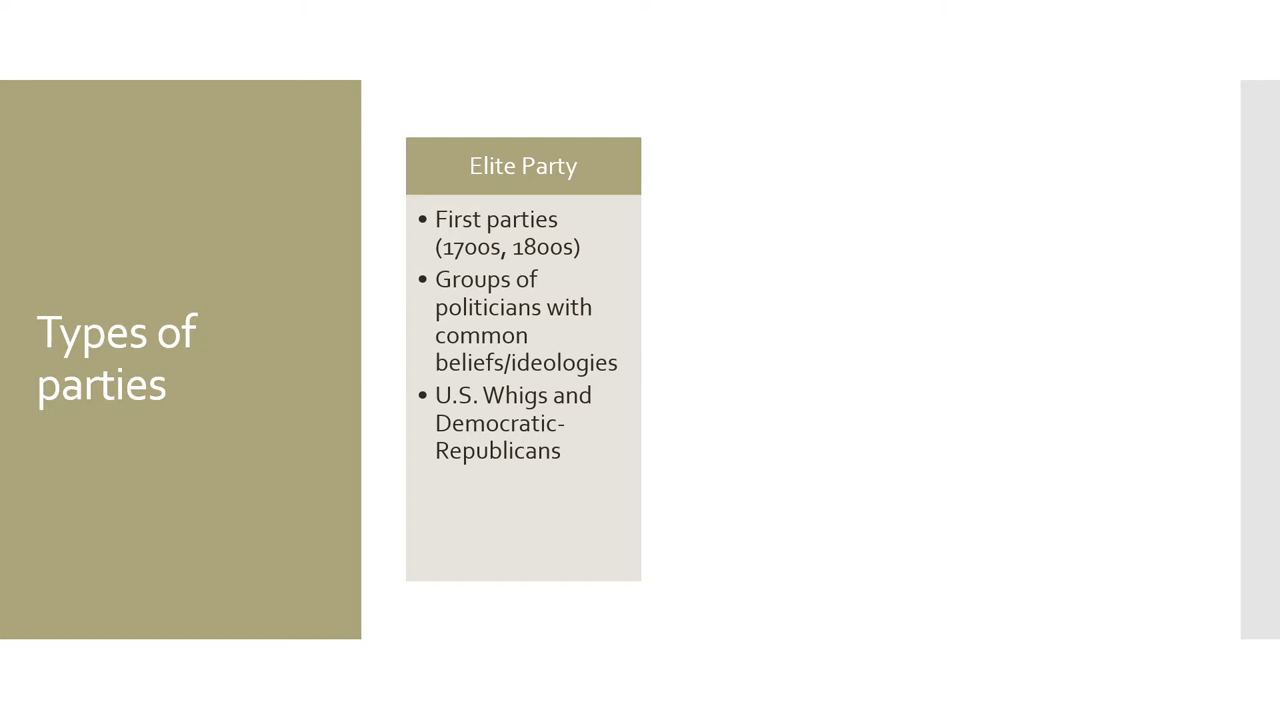 Types of
parties
Elite Party
• First parties
(1700s, 1800s)
• Groups of
politicians with
common
beliefs/ideologies
• U.S. Whigs and
Democratic-
Republicans